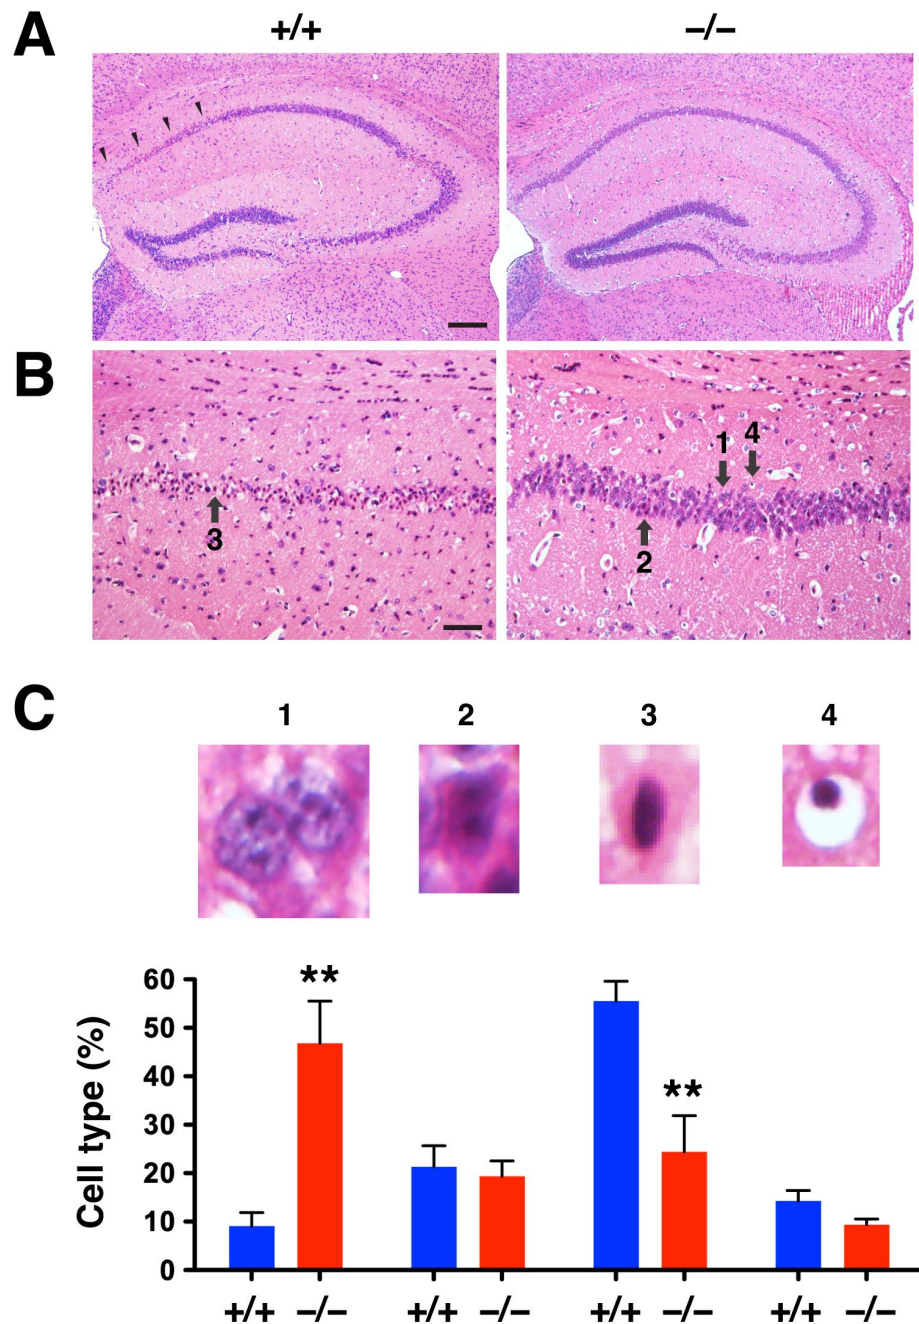 A
+/+ –/–
B
1 4
3
2
C
1 2 3 4
** **
60
50
40
30
20
10
0
Cell type (%)
+/+ –/– +/+ –/– +/+ –/– +/+ –/–